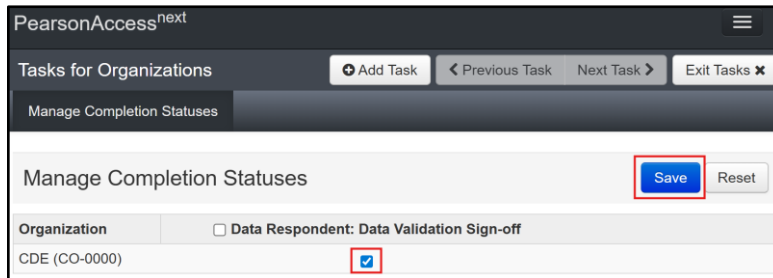 PearsonAccessnext
Tasks for Organizations Add Task Previous Task Next Task Exit Tasks
Manage Completion Statuses
Manage Completion Statuses Save Reset
Organization Data Respondent: Data Validation Sign-off
CDE (CO-0000)